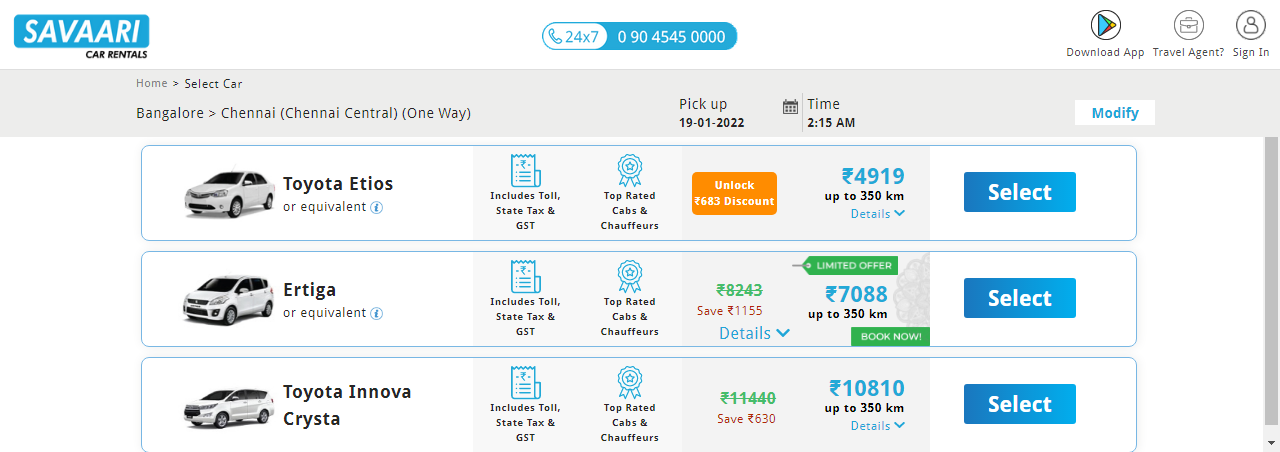 SAVAARI
CAR RENTALS
24x7 0 90 4545 0000
Download App
Travel Agent?
Sign In
Home > Select Car
Bangalore > Chennai (Chennai Central) (One Way)
Pick up
19-01-2022
Time
2:15 AM
Modify
Toyota Etios
or equivalent i
Includes Toll,
State Tax &
GST
Top Rated
Cabs &
Chauffeurs
Unlock
₹683 Discount
₹4919
up to 350 km
Details
Select
Ertiga
or equivalent i
Includes Toll,
State Tax &
GST
Top Rated
Cabs &
Chauffeurs
₹8243
Save ₹1155
Details
LIMITED OFFER
₹7088
up to 350 km
BOOK NOW!
Select
Toyota Innova
Crysta
Includes Toll,
State Tax &
GST
Top Rated
Cabs &
Chauffeurs
₹11440
Save ₹630
₹10810
up to 350 km
Details
Select